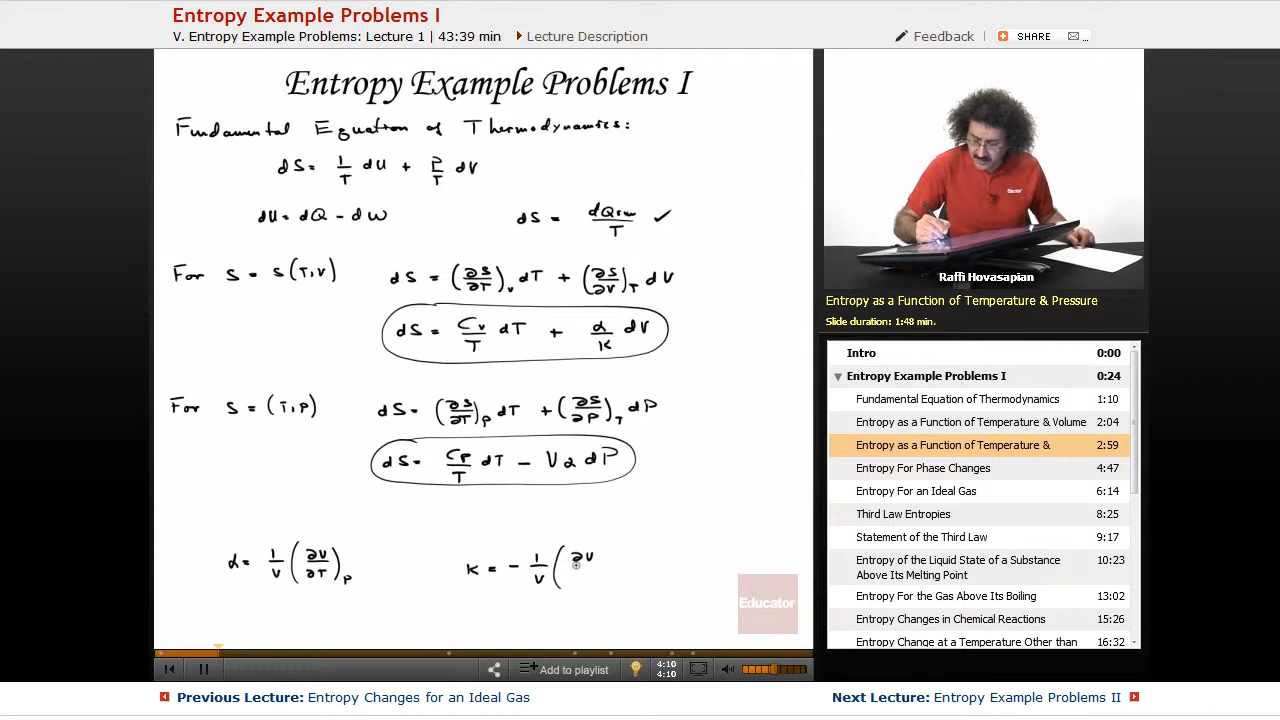 Entropy Example Problems I
V. Entropy Example Problems: Lecture 1 | 43:39 min
Lecture Description
Feedback
SHARE
Entropy Example Problems I
Fundamental Equation of Thermodynamics:
dS = 1/T dU + P/T dV
dU = dQ - dW
dS = dQrev/T ✓
For S = S(T,V)
dS = (∂S/∂T)_V dT + (∂S/∂V)_T dV
dS = Cv/T dT + α/κ dV
For S = (T,P)
dS = (∂S/∂T)_P dT + (∂S/∂P)_T dP
dS = CP/T dT - Vα dP
α = 1/V (∂V/∂T)_P
κ = - 1/V (∂V
Educator
Educator
Raffi Hovasapian
Entropy as a Function of Temperature & Pressure
Slide duration: 1:48 min.
Intro 0:00
Entropy Example Problems I 0:24
Fundamental Equation of Thermodynamics 1:10
Entropy as a Function of Temperature & Volume 2:04
Entropy as a Function of Temperature & 2:59
Entropy For Phase Changes 4:47
Entropy For an Ideal Gas 6:14
Third Law Entropies 8:25
Statement of the Third Law 9:17
Entropy of the Liquid State of a Substance 10:23
Above Its Melting Point
Entropy For the Gas Above Its Boiling 13:02
Entropy Changes in Chemical Reactions 15:26
Entropy Change at a Temperature Other than 16:32
Add to playlist
4:10
4:10
Previous Lecture: Entropy Changes for an Ideal Gas
Next Lecture: Entropy Example Problems II